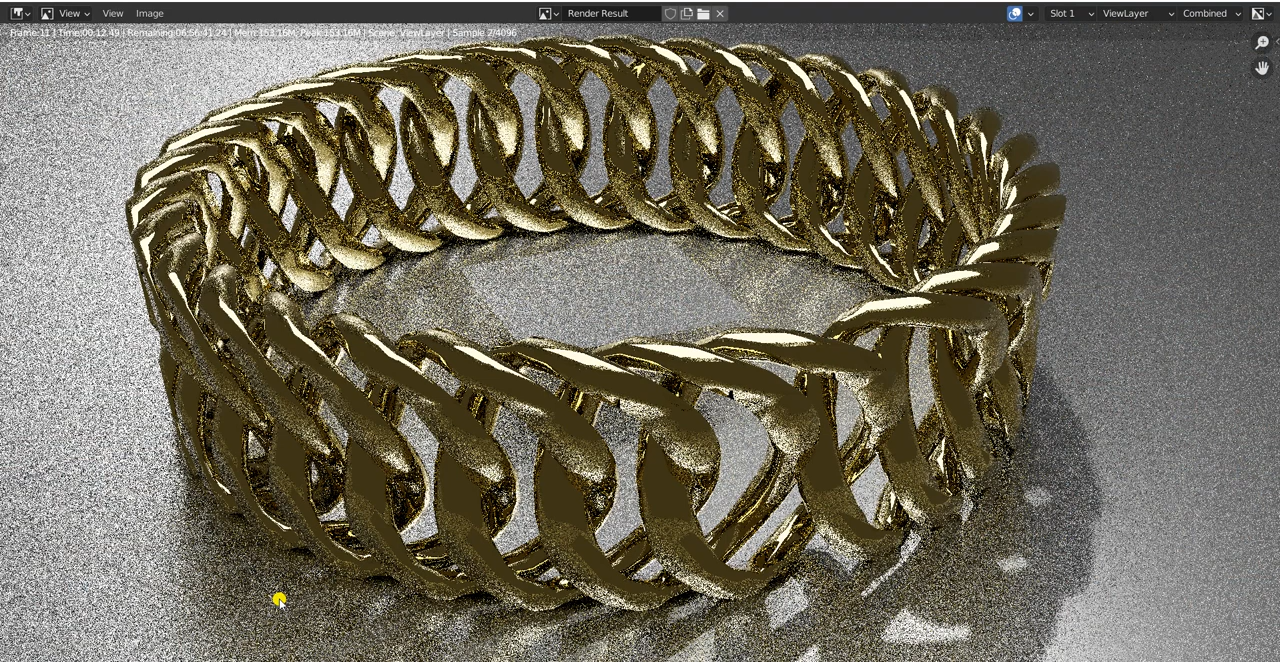 View View Image Render Result Slot 1 ViewLayer Combined
Frame:11 | Time:00:12.49 | Remaining:06:56:41.24 | Mem:153.16M, Peak:153.16M | Scene, ViewLayer | Sample 2/4096